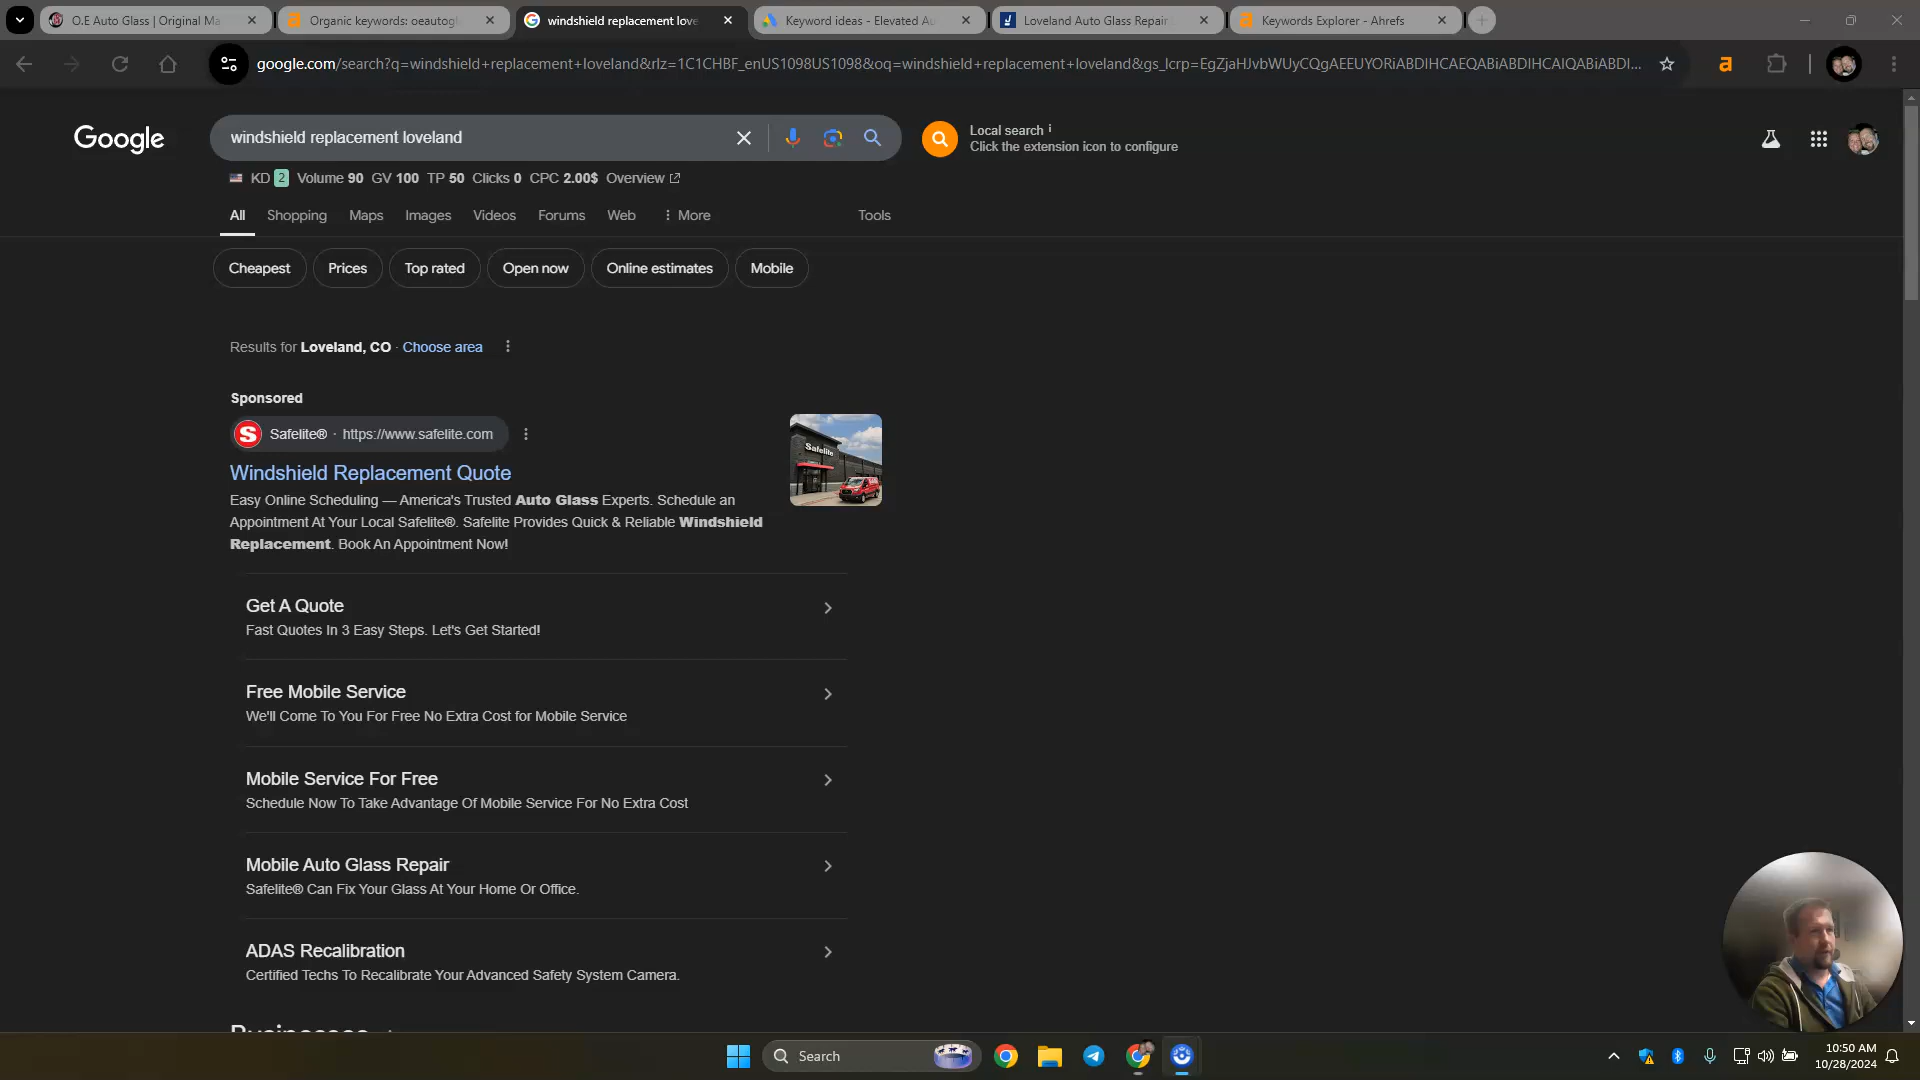 O.E Auto Glass | Original Ma
Organic keywords: oeautogl
windshield replacement love
Keyword ideas - Elevated Au
Loveland Auto Glass Repair
Keywords Explorer - Ahrefs
google.com/search?q=windshield+replacement+loveland&rlz=1C1CHBF_enUS1098US1098&oq=windshield+replacement+loveland&gs_lcrp=EgZjaHJvbWUyCQgAEEUYORiABDIHCAEQABiABDIHCAIQABiABDI...
Google
windshield replacement loveland
Local search i
Click the extension icon to configure
KD 2 Volume 90 GV 100 TP 50 Clicks 0 CPC 2.00$ Overview
All Shopping Maps Images Videos Forums Web More Tools
Cheapest Prices Top rated Open now Online estimates Mobile
Results for Loveland, CO · Choose area
Sponsored
Safelite® · https://www.safelite.com
Safelite
Windshield Replacement Quote
Easy Online Scheduling — America's Trusted Auto Glass Experts. Schedule an
Appointment At Your Local Safelite®. Safelite Provides Quick & Reliable Windshield
Replacement. Book An Appointment Now!
Get A Quote
Fast Quotes In 3 Easy Steps. Let's Get Started!
Free Mobile Service
We'll Come To You For Free No Extra Cost for Mobile Service
Mobile Service For Free
Schedule Now To Take Advantage Of Mobile Service For No Extra Cost
Mobile Auto Glass Repair
Safelite® Can Fix Your Glass At Your Home Or Office.
ADAS Recalibration
Certified Techs To Recalibrate Your Advanced Safety System Camera.
Businesses
Search
10:50 AM
10/28/2024